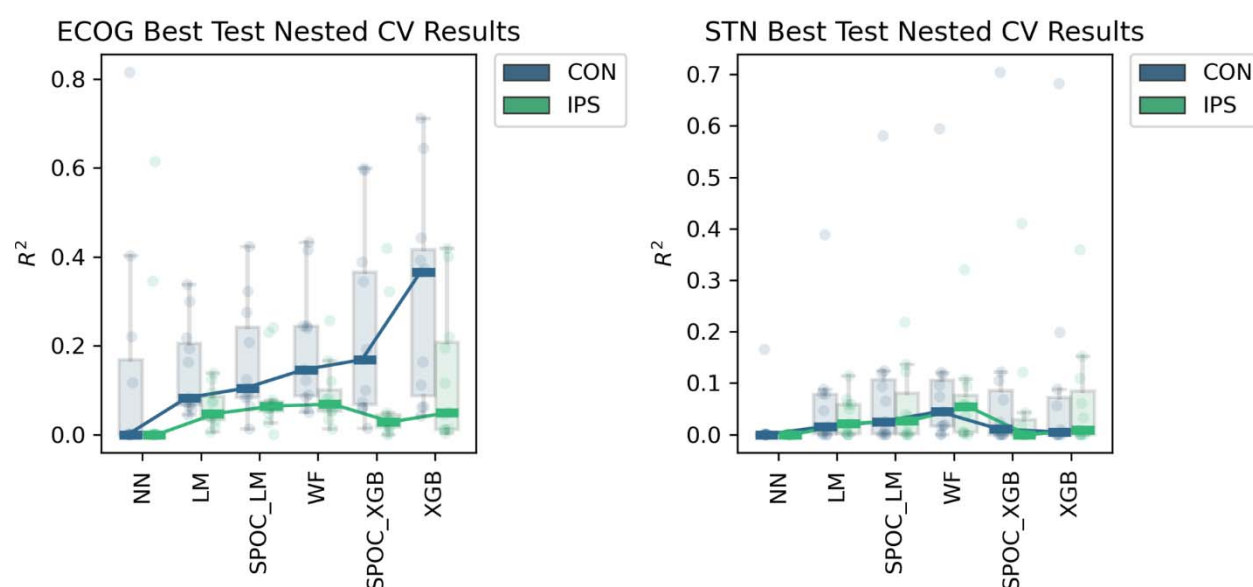 ECOG Best Test Nested CV Results
CON
IPS
0.8
0.6
0.4
0.2
0.0
R²
NN
LM
SPOC_LM
WF
SPOC_XGB
XGB
STN Best Test Nested CV Results
CON
IPS
0.7
0.6
0.5
0.4
0.3
0.2
0.1
0.0
R²
NN
LM
SPOC_LM
WF
SPOC_XGB
XGB